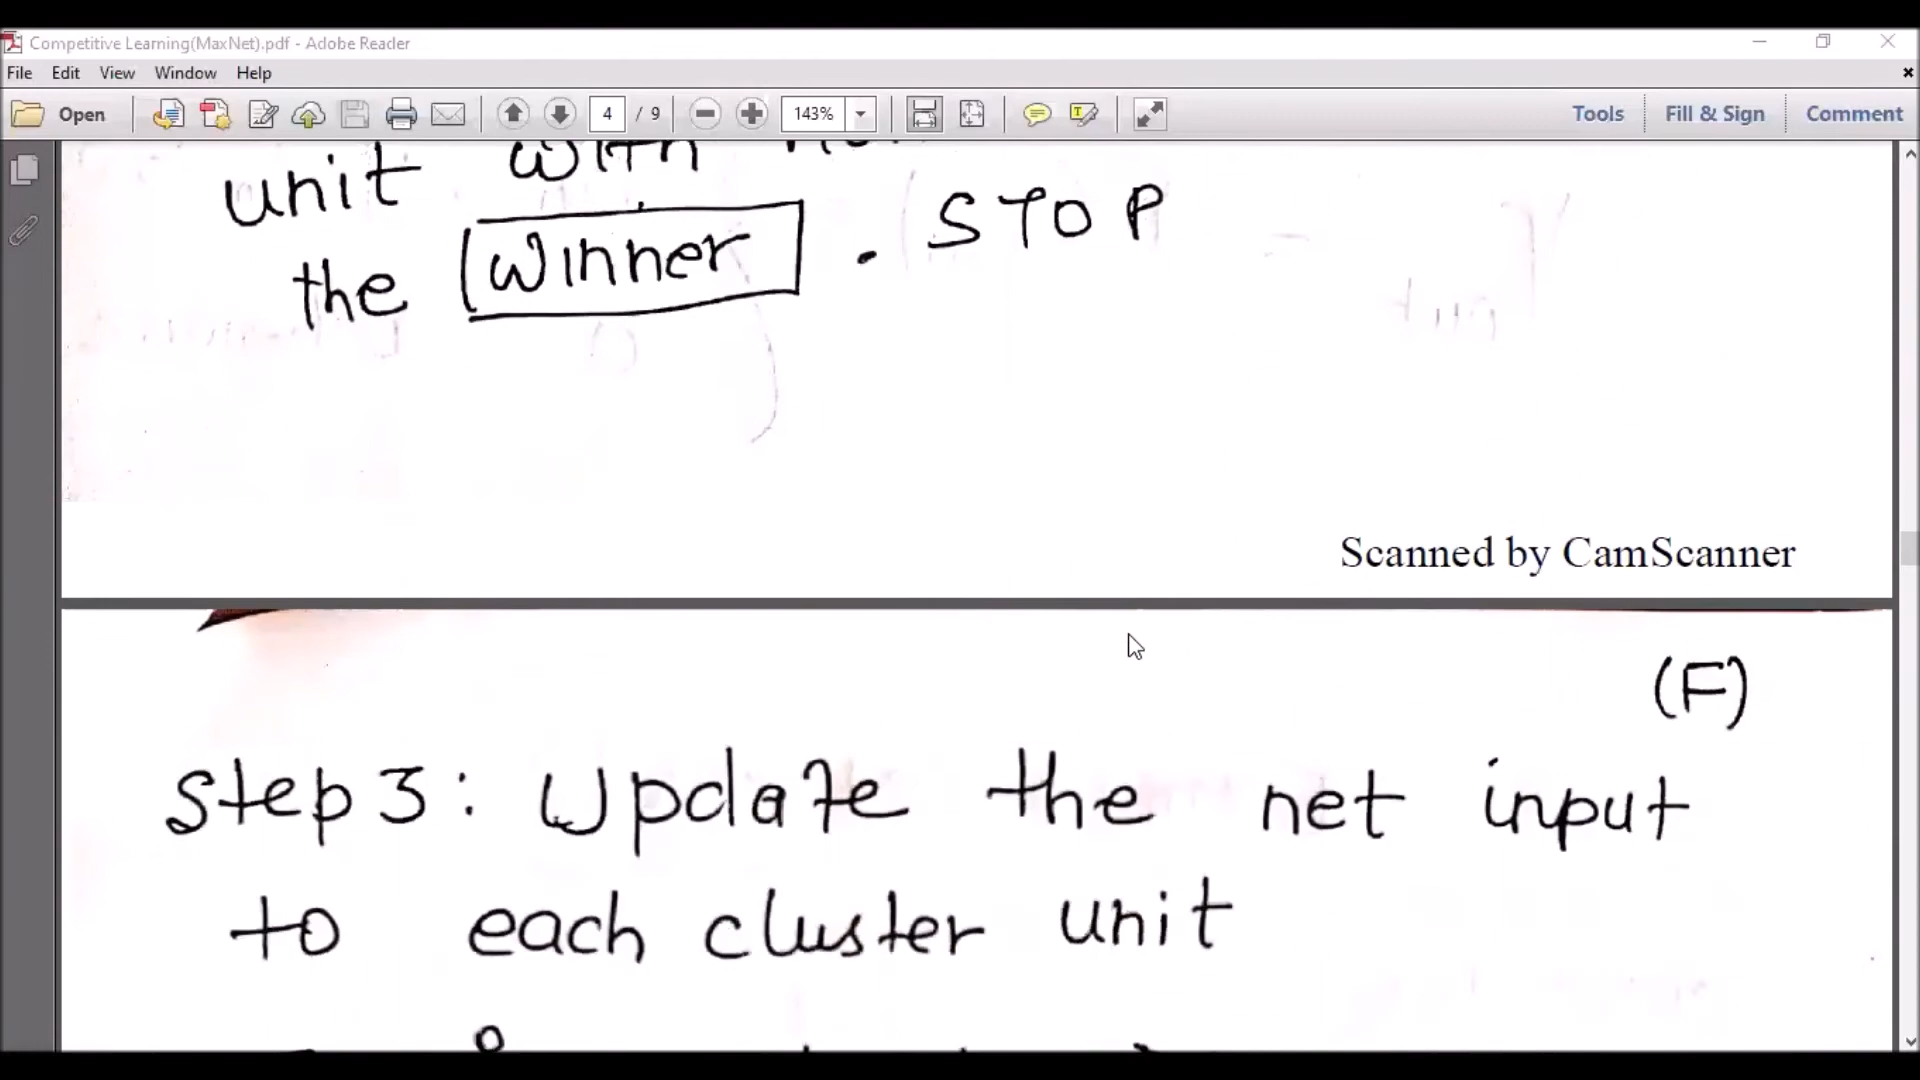 Competitive Learning(MaxNet).pdf - Adobe Reader
File Edit View Window Help
Open 4 / 9 143% Tools Fill & Sign Comment
unit with
the Winner . STOP
Scanned by CamScanner
(F)
Step 3: Update the net input
to each cluster unit